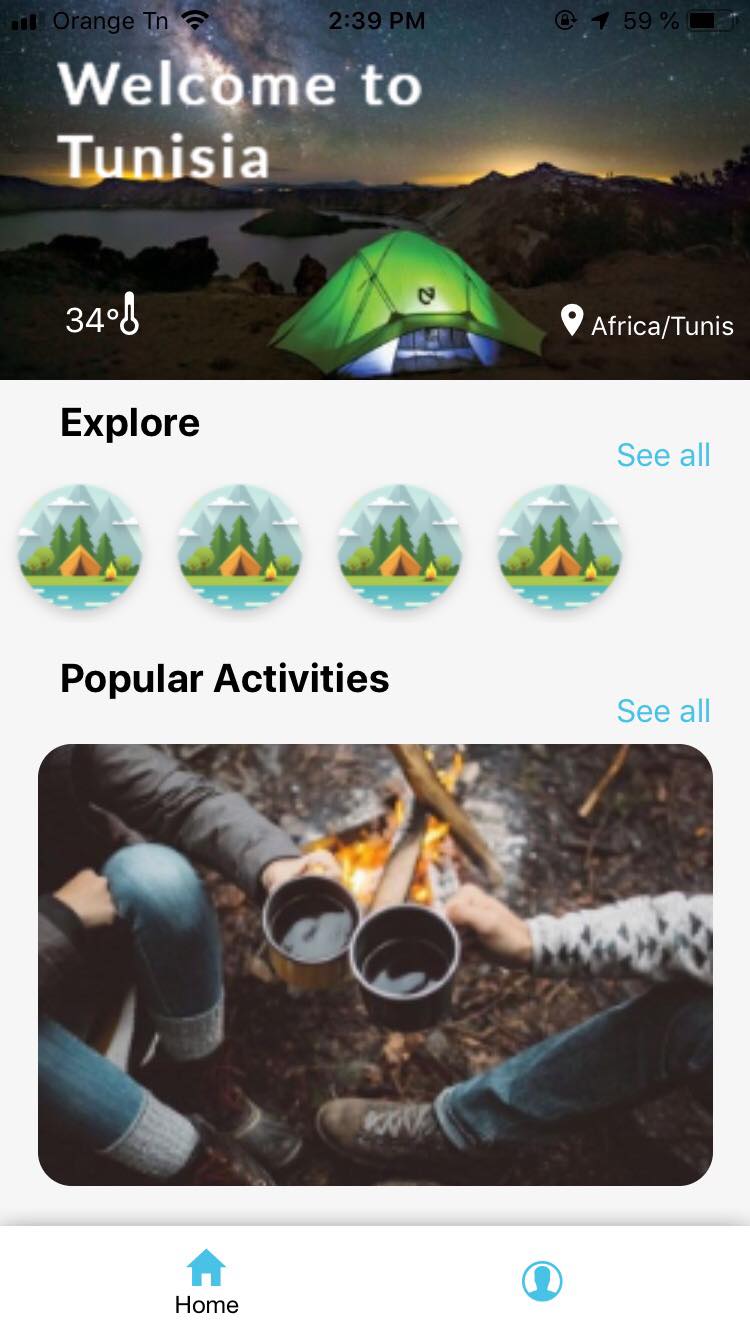 Orange Tn 2:39 PM 59 %
Welcome to
Tunisia
34°
Africa/Tunis
Explore
See all
Popular Activities
See all
Home